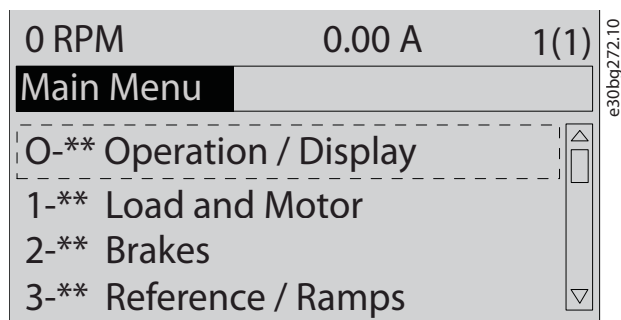 0 RPM 0.00 A 1(1)
Main Menu
O-** Operation / Display
1-** Load and Motor
2-** Brakes
3-** Reference / Ramps
e30bq272.10